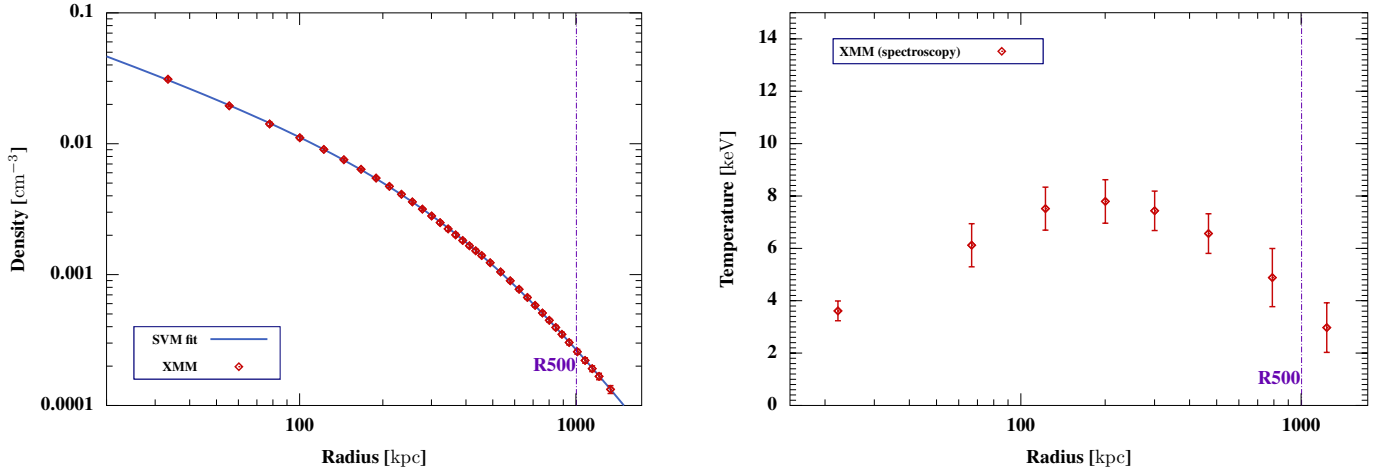 0.1
0.01
0.001
0.0001
Density [cm⁻³]
SVM fit
XMM
R500
100
1000
Radius [kpc]
14
12
10
8
6
4
2
0
Temperature [keV]
XMM (spectroscopy)
R500
100
1000
Radius [kpc]